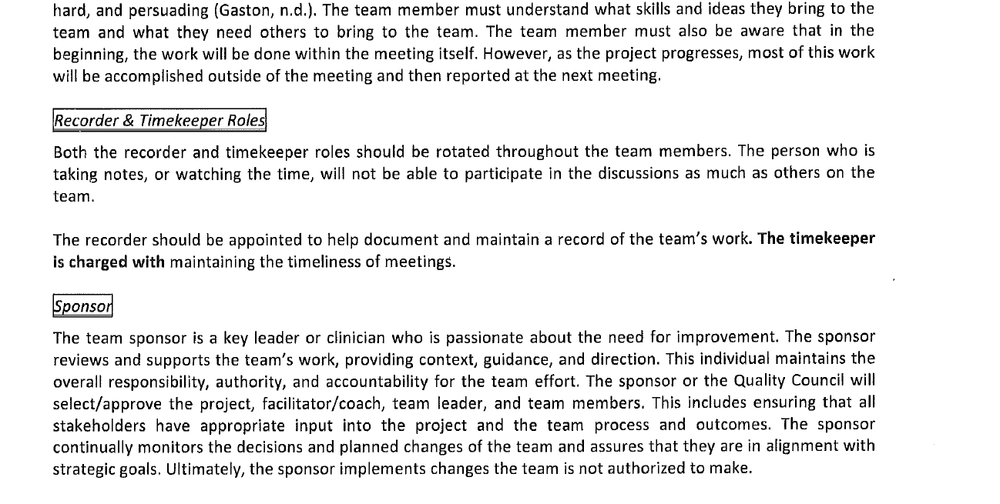 hard, and persuading (Gaston, n.d.). The team member must understand what skills and ideas they bring to the
team and what they need others to bring to the team. The team member must also be aware that in the
beginning, the work will be done within the meeting itself. However, as the project progresses, most of this work
will be accomplished outside of the meeting and then reported at the next meeting.
Recorder & Timekeeper Roles
Both the recorder and timekeeper roles should be rotated throughout the team members. The person who is
taking notes, or watching the time, will not be able to participate in the discussions as much as others on the
team.
The recorder should be appointed to help document and maintain a record of the team's work. The timekeeper
is charged with maintaining the timeliness of meetings.
Sponsor
The team sponsor is a key leader or clinician who is passionate about the need for improvement. The sponsor
reviews and supports the team's work, providing context, guidance, and direction. This individual maintains the
overall responsibility, authority, and accountability for the team effort. The sponsor or the Quality Council will
select/approve the project, facilitator/coach, team leader, and team members. This includes ensuring that all
stakeholders have appropriate input into the project and the team process and outcomes. The sponsor
continually monitors the decisions and planned changes of the team and assures that they are in alignment with
strategic goals. Ultimately, the sponsor implements changes the team is not authorized to make.